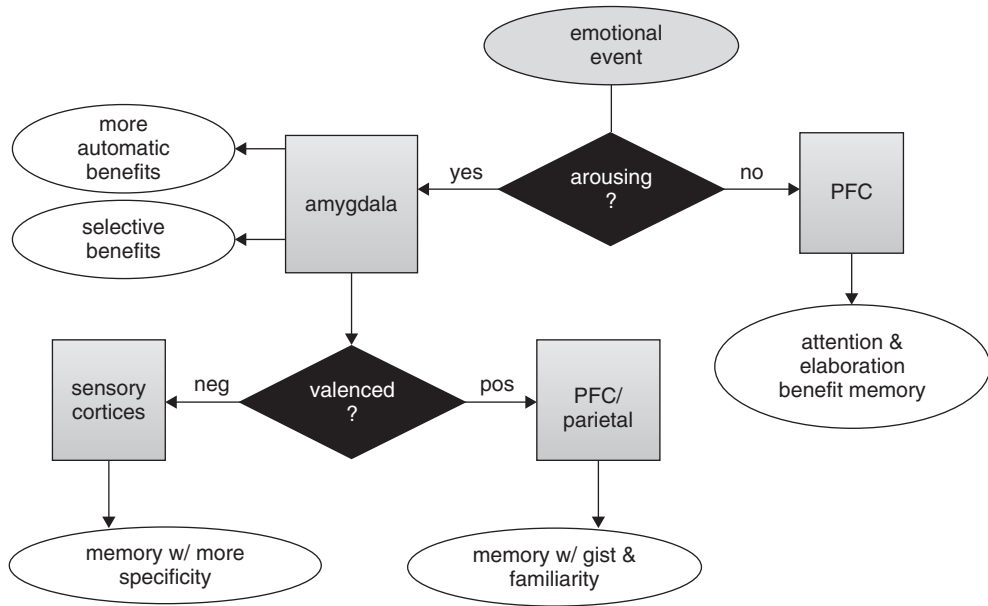 emotional
event
more
automatic
benefits
selective
benefits
amygdala
yes
arousing
?
no
PFC
attention &
elaboration
benefit memory
sensory
cortices
neg
valenced
?
pos
PFC/
parietal
memory w/ more
specificity
memory w/ gist &
familiarity